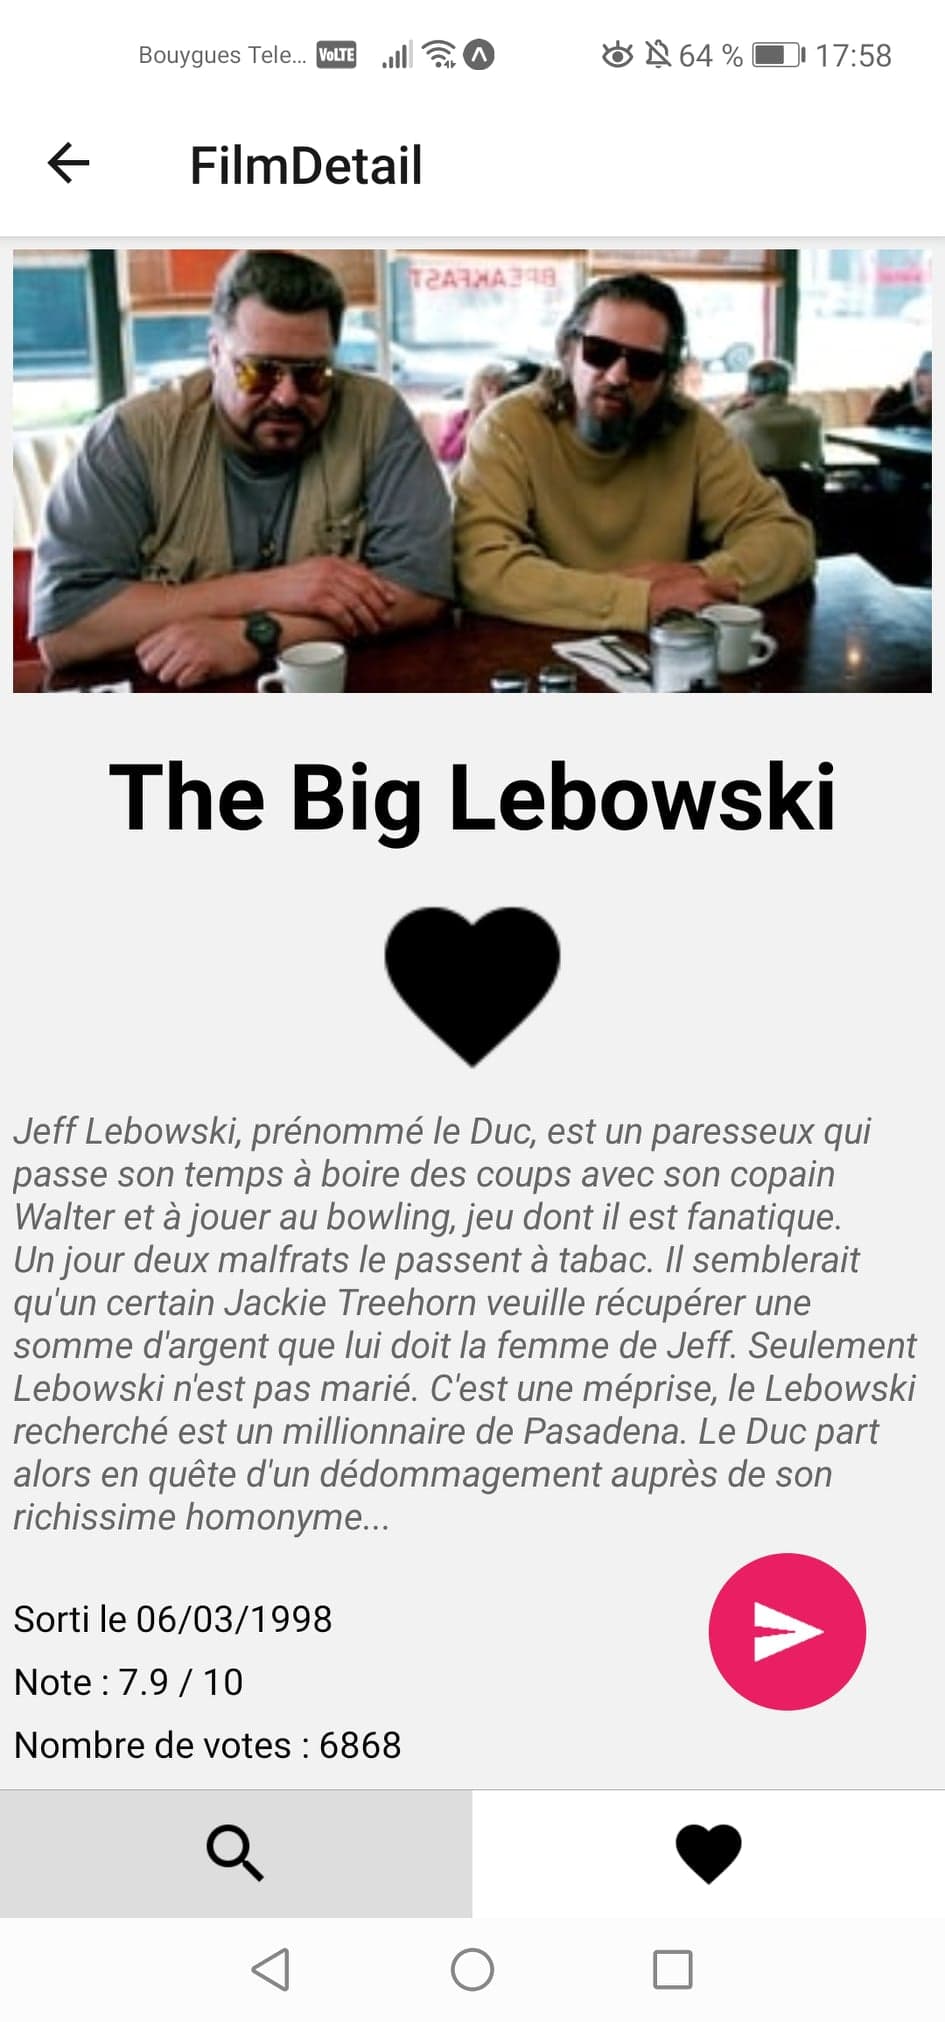 Bouygues Tele... VoLTE 64 % 17:58
FilmDetail
BREAKFAST
The Big Lebowski
Jeff Lebowski, prénommé le Duc, est un paresseux qui
passe son temps à boire des coups avec son copain
Walter et à jouer au bowling, jeu dont il est fanatique.
Un jour deux malfrats le passent à tabac. Il semblerait
qu'un certain Jackie Treehorn veuille récupérer une
somme d'argent que lui doit la femme de Jeff. Seulement
Lebowski n'est pas marié. C'est une méprise, le Lebowski
recherché est un millionnaire de Pasadena. Le Duc part
alors en quête d'un dédommagement auprès de son
richissime homonyme...
Sorti le 06/03/1998
Note : 7.9 / 10
Nombre de votes : 6868